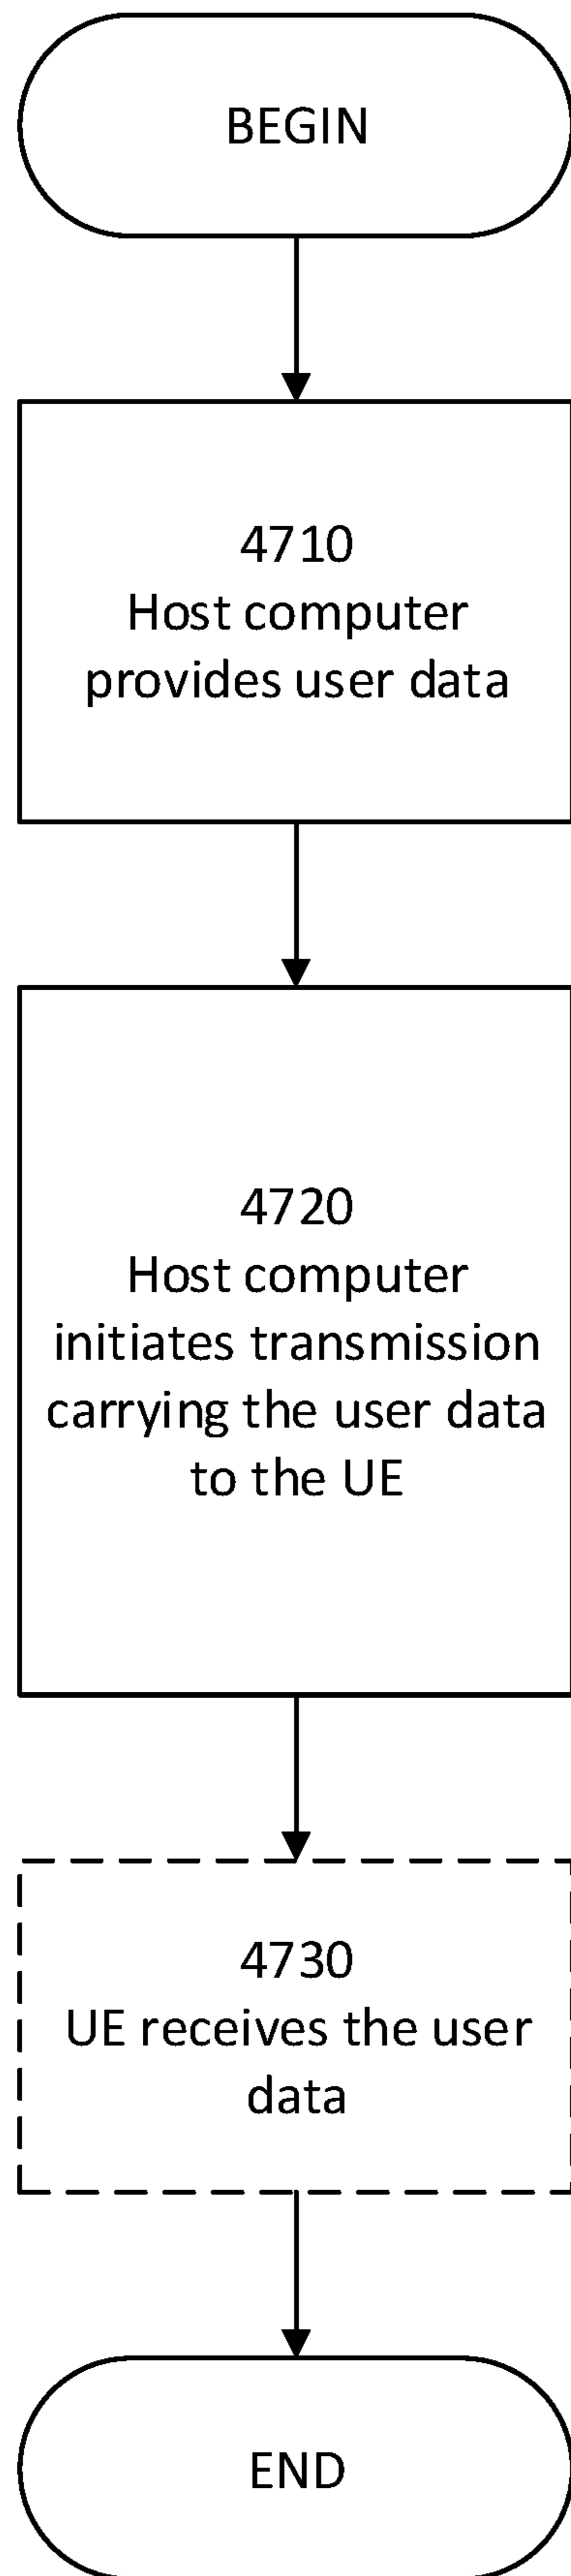 BEGIN
4710
Host computer
provides user data
4720
Host computer
initiates transmission
carrying the user data
to the UE
4730
UE receives the user
data
END